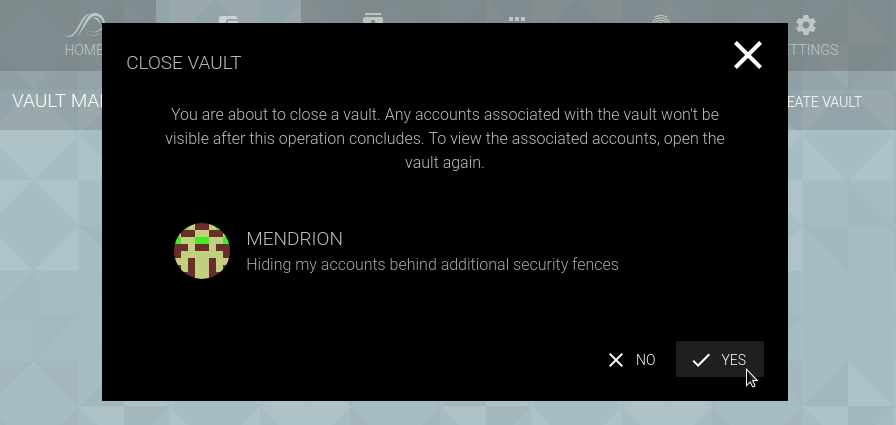 HOME
SETTINGS
VAULT MA
EATE VAULT
CLOSE VAULT
You are about to close a vault. Any accounts associated with the vault won't be
visible after this operation concludes. To view the associated accounts, open the
vault again.
MENDRION
Hiding my accounts behind additional security fences
NO
YES